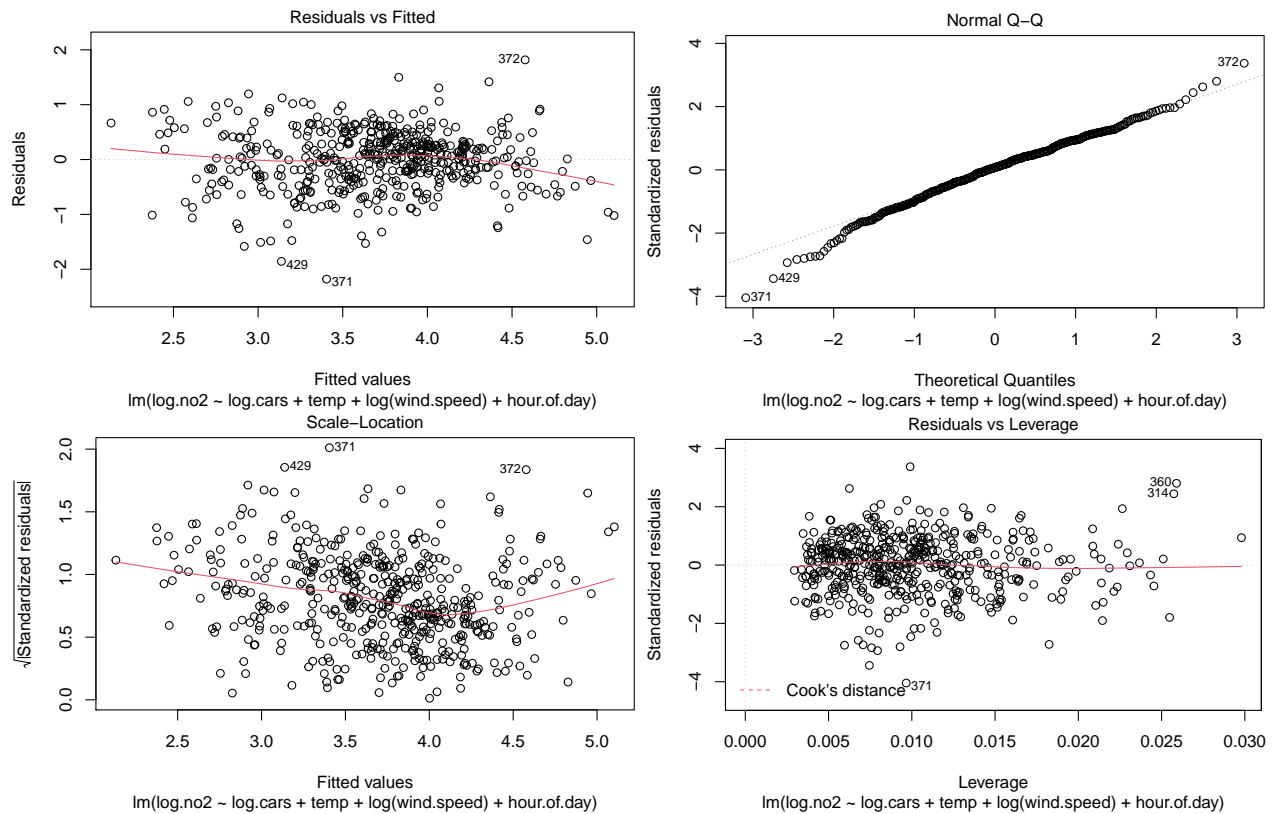 Residuals vs Fitted
Residuals
2
1
0
−1
−2
372
429
371
2.5 3.0 3.5 4.0 4.5 5.0
Fitted values
lm(log.no2 ~ log.cars + temp + log(wind.speed) + hour.of.day)
Normal Q−Q
Standardized residuals
4
2
0
−2
−4
372
429
371
−3 −2 −1 0 1 2 3
Theoretical Quantiles
lm(log.no2 ~ log.cars + temp + log(wind.speed) + hour.of.day)
Scale−Location
√|Standardized residuals|
2.0
1.5
1.0
0.5
0.0
371
429
372
2.5 3.0 3.5 4.0 4.5 5.0
Fitted values
lm(log.no2 ~ log.cars + temp + log(wind.speed) + hour.of.day)
Residuals vs Leverage
Standardized residuals
4
2
0
−2
−4
360
314
371
Cook's distance
0.000 0.005 0.010 0.015 0.020 0.025 0.030
Leverage
lm(log.no2 ~ log.cars + temp + log(wind.speed) + hour.of.day)